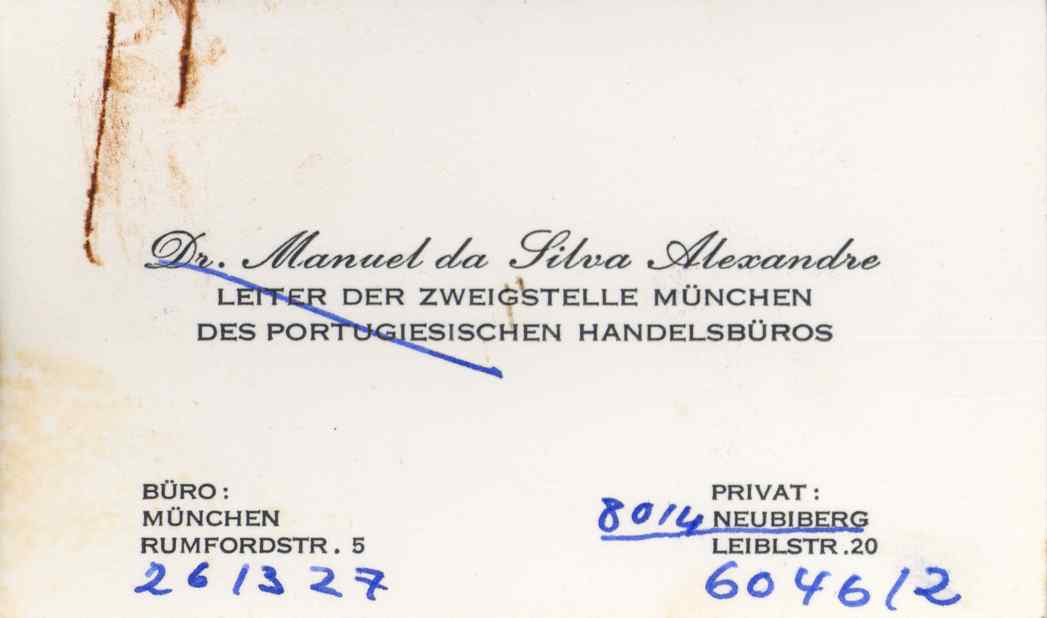 Dr. Manuel da Silva Alexandre
LEITER DER ZWEIGSTELLE MÜNCHEN
DES PORTUGIESISCHEN HANDELSBÜROS
BÜRO:
MÜNCHEN
RUMFORDSTR. 5
261327
PRIVAT:
8014 NEUBIBERG
LEIBLSTR.20
604612